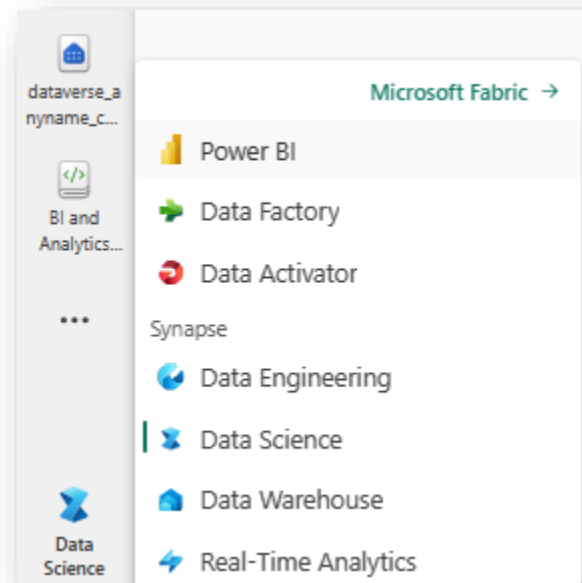 dataverse_a
nyname_c...
</>
BI and
Analytics...
Data
Science
Microsoft Fabric →
Power BI
Data Factory
Data Activator
Synapse
Data Engineering
Data Science
Data Warehouse
Real-Time Analytics